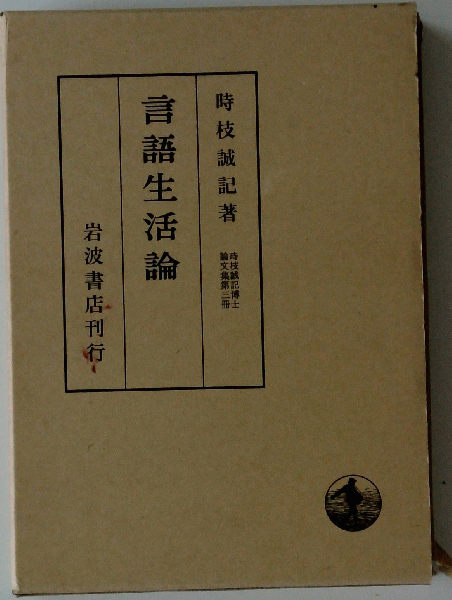 時枝誠記著
時枝誠記博士
論文集第三冊
言語生活論
岩波書店刊行